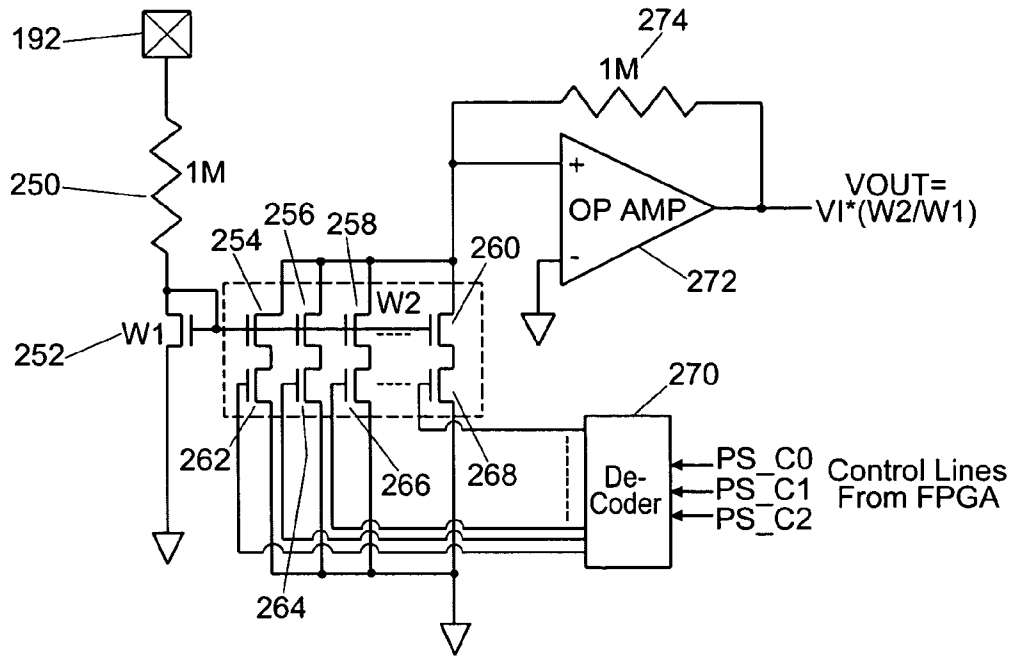 192
274
1M
250
1M
256
254
258
260
+
OP AMP
-
VOUT=
VI*(W2/W1)
272
W2
W1
252
270
262
266
268
264
De-
Coder
PS_C0
PS_C1
PS_C2
Control Lines
From FPGA